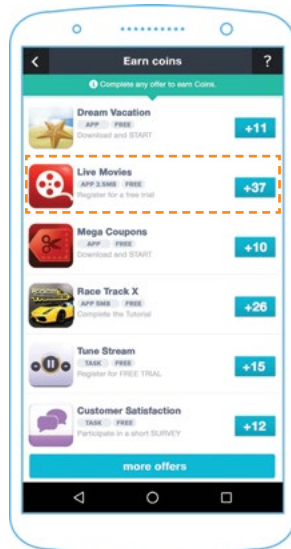 Earn coins
?
Complete any offer to earn Coins.
Dream Vacation
APP FREE
Download and START
+11
Live Movies
APP 2.5MB FREE
Register for a free trial
+37
Mega Coupons
APP FREE
Download and START
+10
Race Track X
APP 5MB FREE
Complete the Tutorial
+26
Tune Stream
TASK FREE
Register for FREE TRIAL
+15
Customer Satisfaction
TASK FREE
Participate in a short SURVEY
+12
more offers